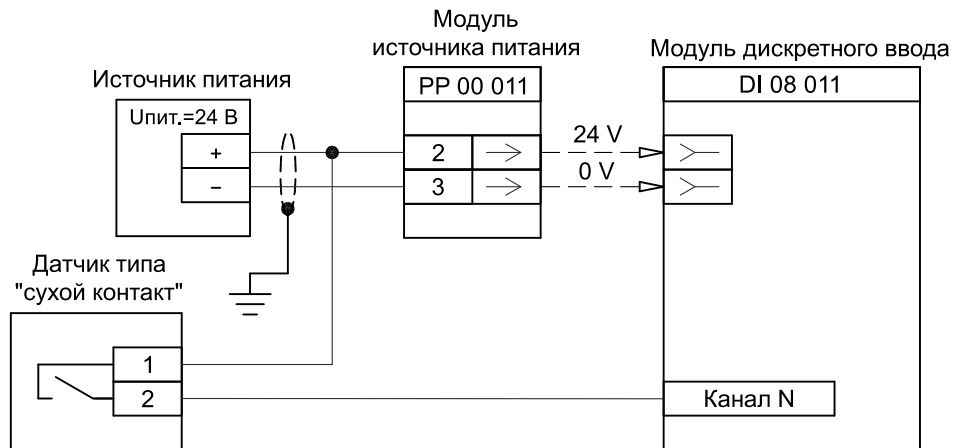 Модуль
источника питания
Модуль дискретного ввода
Источник питания
PP 00 011
DI 08 011
Uпит.=24 В
+
2
24 V
−
3
0 V
Датчик типа
"сухой контакт"
1
2
Канал N